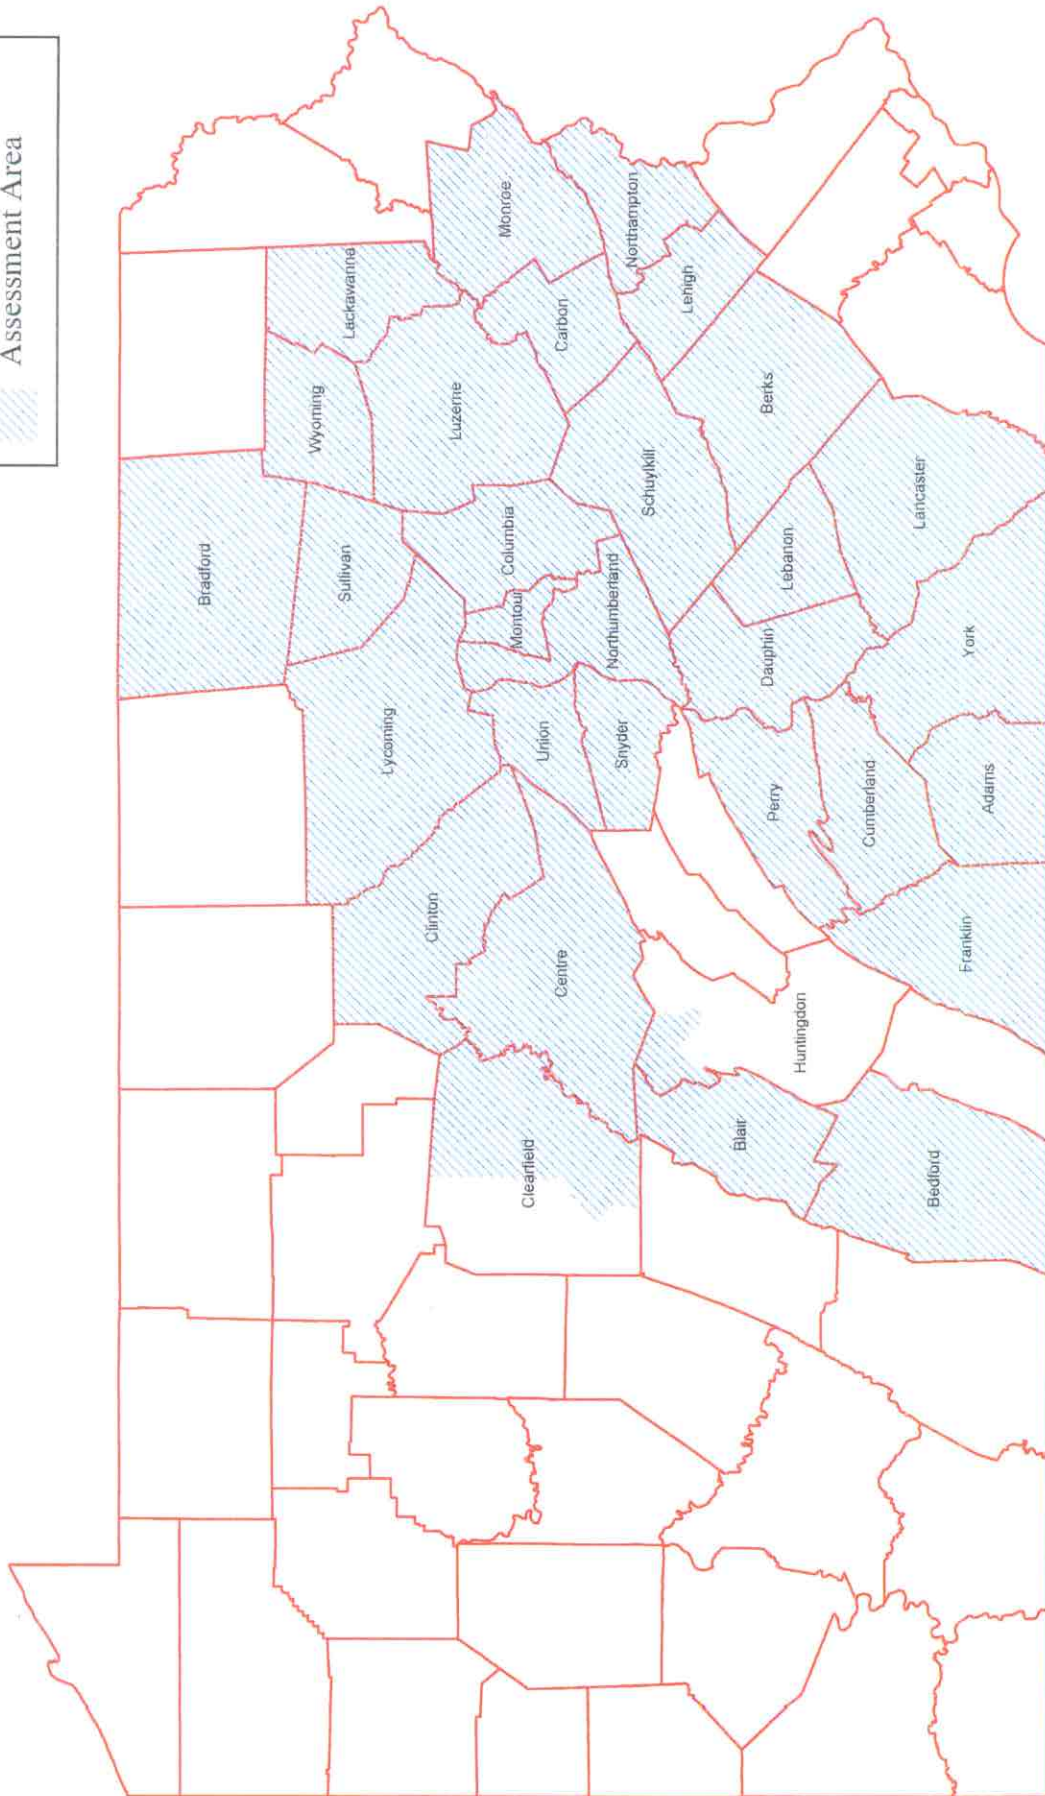 Assessment Area
Bradford
Sullivan
Wyoming
Lackawanna
Lycoming
Luzerne
Monroe
Clinton
Columbia
Montour
Union
Centre
Carbon
Northampton
Clearfield
Snyder
Northumberland
Schuylkill
Lehigh
Blair
Huntingdon
Perry
Dauphin
Lebanon
Berks
Cumberland
Lancaster
Bedford
Franklin
Adams
York